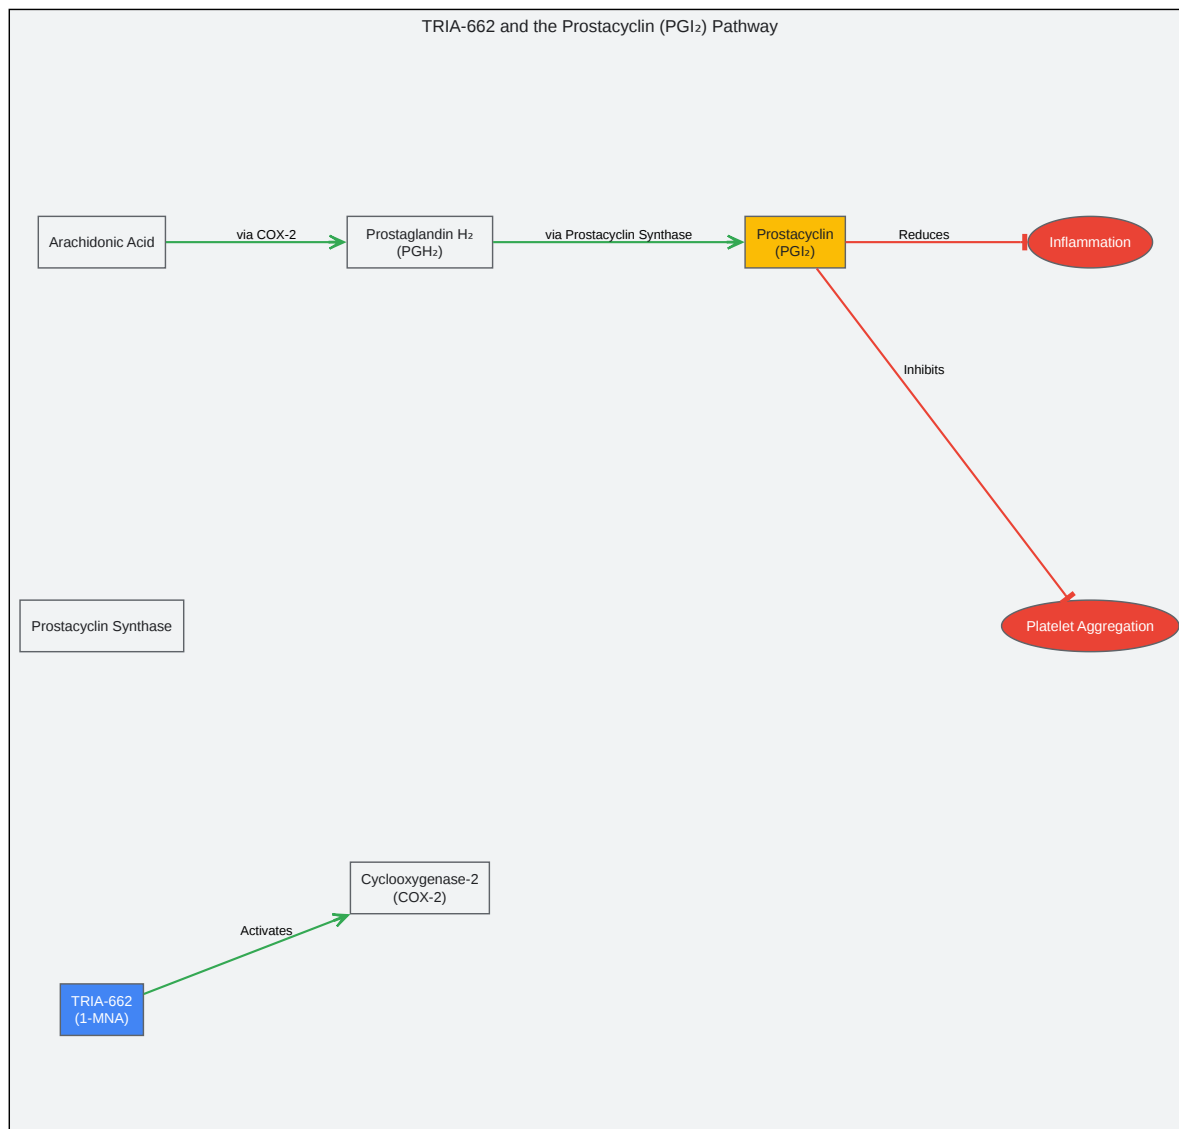 TRIA-662 and the Prostacyclin (PGI₂) Pathway
Arachidonic Acid
via COX-2
Prostaglandin H₂
(PGH₂)
via Prostacyclin Synthase
Prostacyclin
(PGI₂)
Reduces
Inflammation
Inhibits
Prostacyclin Synthase
Platelet Aggregation
Cyclooxygenase-2
(COX-2)
Activates
TRIA-662
(1-MNA)